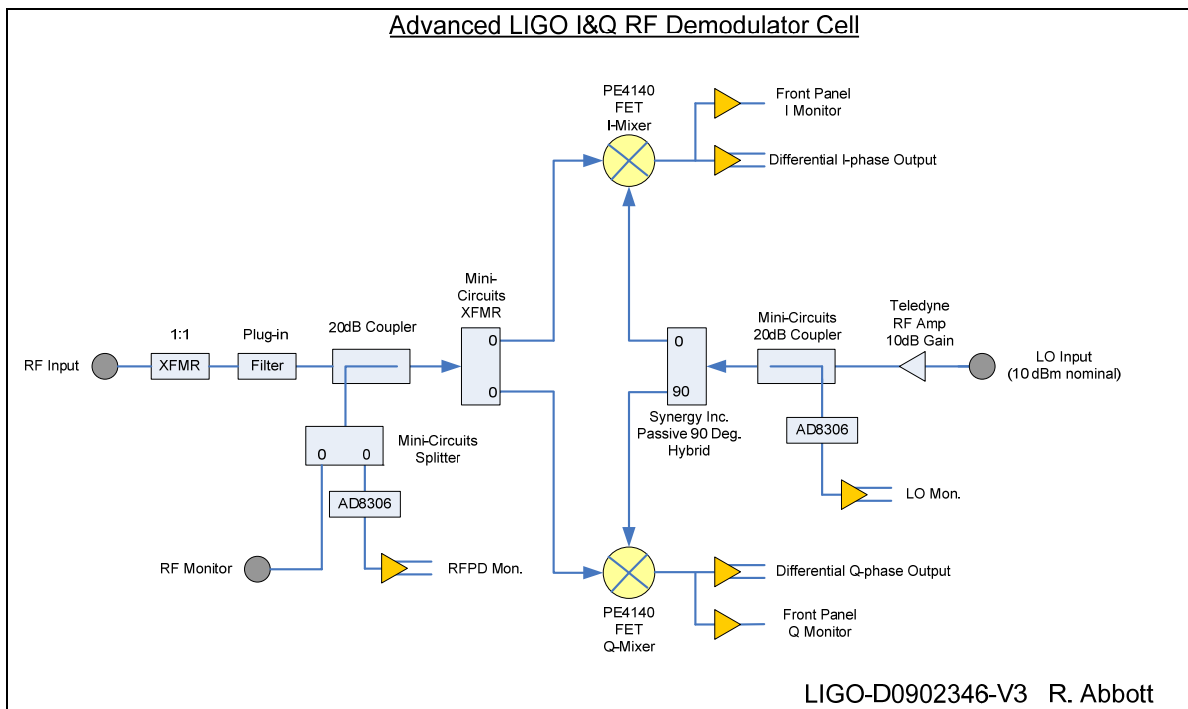 Advanced LIGO I&Q RF Demodulator Cell
PE4140
FET
I-Mixer
Front Panel
I Monitor
Differential I-phase Output
Mini-
Circuits
XFMR
0
0
RF Input
1:1
XFMR
Plug-in
Filter
20dB Coupler
0
90
Synergy Inc.
Passive 90 Deg.
Hybrid
Mini-Circuits
20dB Coupler
Teledyne
RF Amp
10dB Gain
LO Input
(10 dBm nominal)
0
0
Mini-Circuits
Splitter
AD8306
AD8306
LO Mon.
RF Monitor
RFPD Mon.
PE4140
FET
Q-Mixer
Differential Q-phase Output
Front Panel
Q Monitor
LIGO-D0902346-V3 R. Abbott